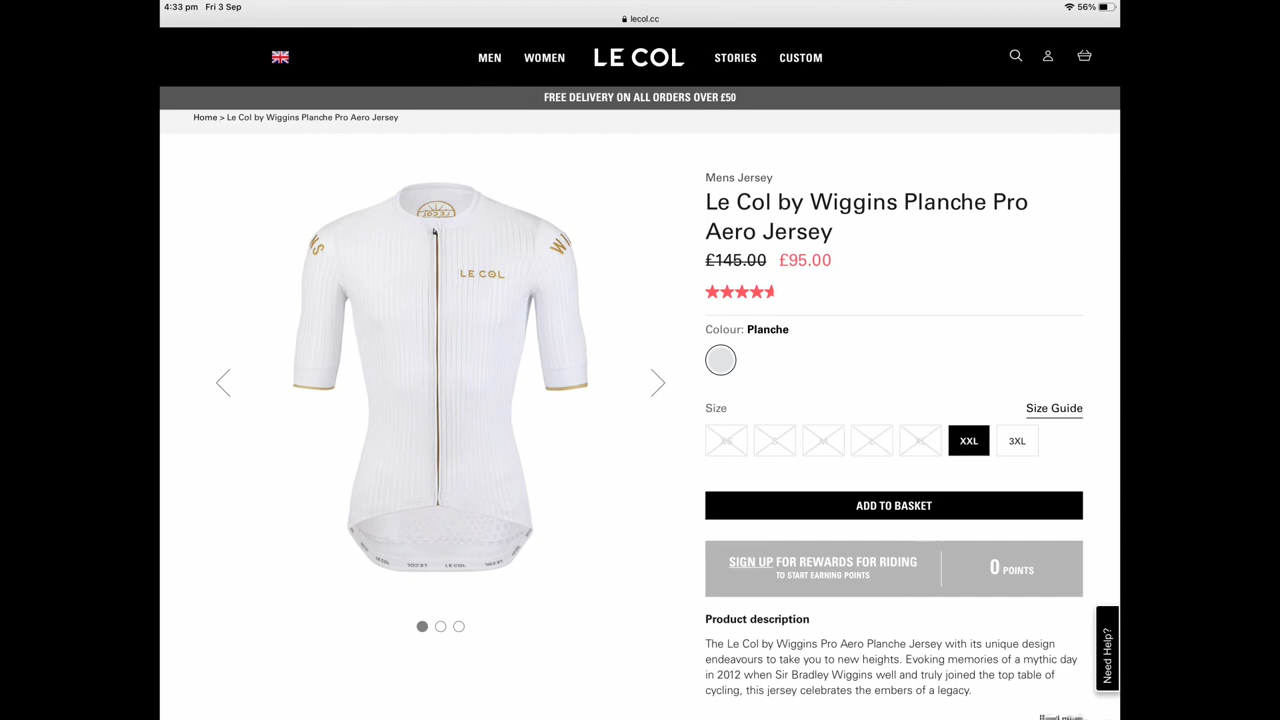 4:33 pm Fri 3 Sep 56%
lecol.cc
MEN WOMEN LE COL STORIES CUSTOM
FREE DELIVERY ON ALL ORDERS OVER £50
Home > Le Col by Wiggins Planche Pro Aero Jersey
Mens Jersey
Le Col by Wiggins Planche Pro
Aero Jersey
£145.00 £95.00
LE COL
Colour: Planche
Size Size Guide
XS S M L XL XXL 3XL
ADD TO BASKET
SIGN UP FOR REWARDS FOR RIDING
TO START EARNING POINTS
0 POINTS
LE COL
Product description
The Le Col by Wiggins Pro Aero Planche Jersey with its unique design
endeavours to take you to new heights. Evoking memories of a mythic day
in 2012 when Sir Bradley Wiggins well and truly joined the top table of
cycling, this jersey celebrates the embers of a legacy.
Need Help?